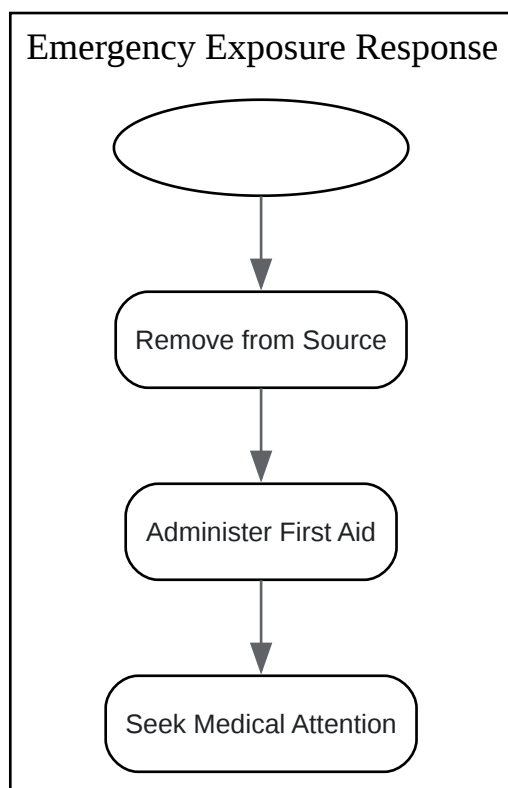 Emergency Exposure Response
Remove from Source
Administer First Aid
Seek Medical Attention